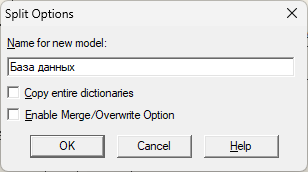 Split Options
Name for new model:
База данных
Copy entire dictionaries
Enable Merge/Overwrite Option
OK Cancel Help